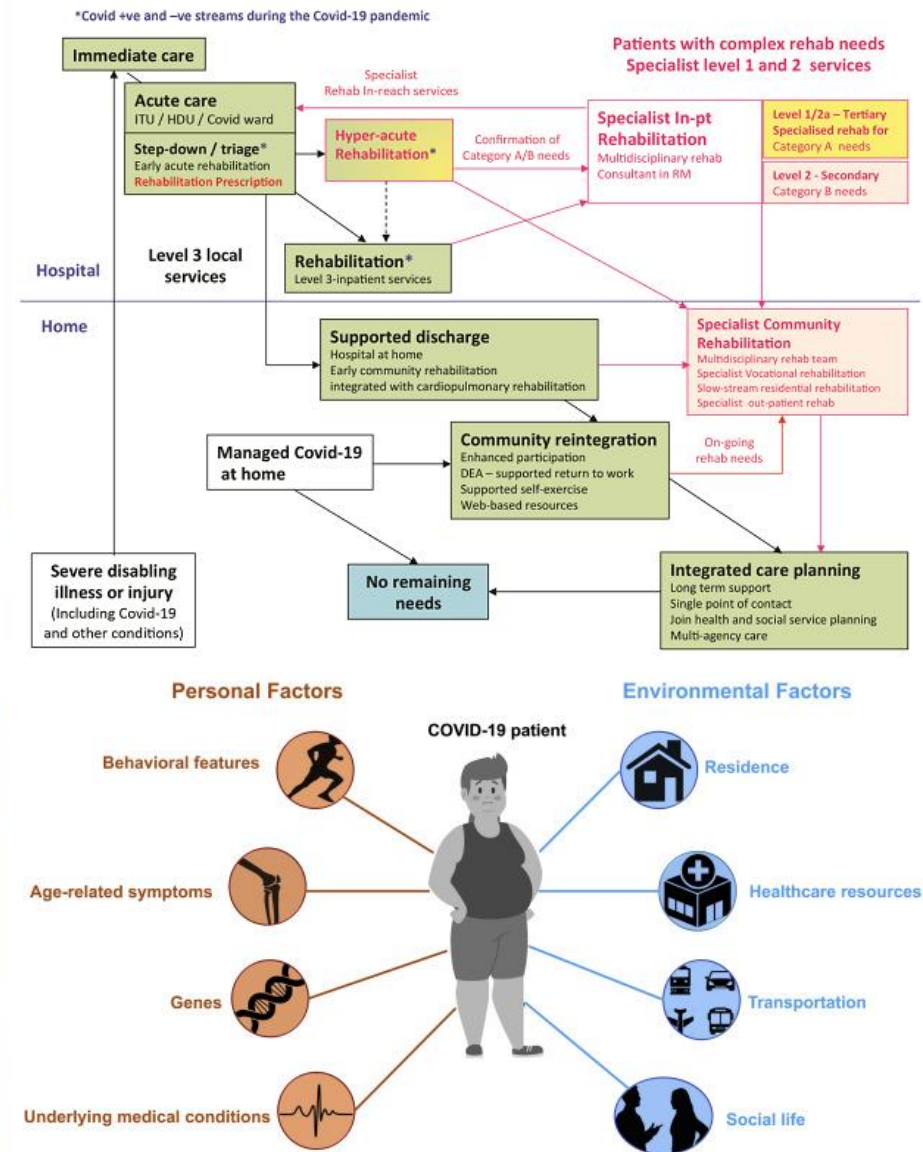 *Covid +ve and –ve streams during the Covid-19 pandemic
Immediate care
Patients with complex rehab needs
Specialist level 1 and 2 services
Specialist
Rehab In-reach services
Acute care
ITU / HDU / Covid ward
Step-down / triage*
Early acute rehabilitation
Rehabilitation Prescription
Hyper-acute
Rehabilitation*
Confirmation of
Category A/B needs
Specialist In-pt
Rehabilitation
Multidisciplinary rehab
Consultant in RM
Level 1/2a – Tertiary
Specialised rehab for
Category A needs
Level 2 - Secondary
Category B needs
Level 3 local
services
Rehabilitation*
Level 3-inpatient services
Hospital
Home
Supported discharge
Hospital at home
Early community rehabilitation
integrated with cardiopulmonary rehabilitation
Specialist Community
Rehabilitation
Multidisciplinary rehab team
Specialist Vocational rehabilitation
Slow-stream residential rehabilitation
Specialist out-patient rehab
Managed Covid-19
at home
Community reintegration
Enhanced participation
DEA – supported return to work
Supported self-exercise
Web-based resources
On-going
rehab needs
Severe disabling
illness or injury
(Including Covid-19
and other conditions)
No remaining
needs
Integrated care planning
Long term support
Single point of contact
Join health and social service planning
Multi-agency care
Personal Factors
Environmental Factors
COVID-19 patient
Behavioral features
Residence
Age-related symptoms
Healthcare resources
Genes
Transportation
Underlying medical conditions
Social life